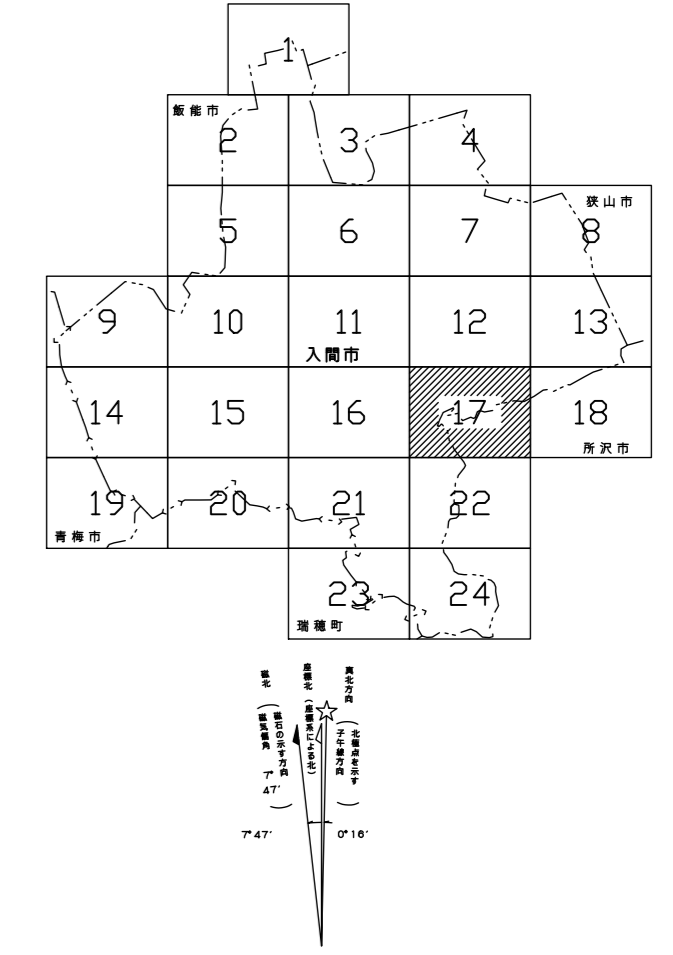 1
飯能市
2
3
4
狭山市
5
6
7
8
9
10
11
12
13
入間市
14
15
16
17
18
所沢市
19
20
21
22
青梅市
23
24
瑞穂町
磁北
(磁石の示す方向
磁気偏角
7°47′)
座標北(座標系による北)
真北方向
(北極点を示す
子午線方向)
7°47′
0°16′